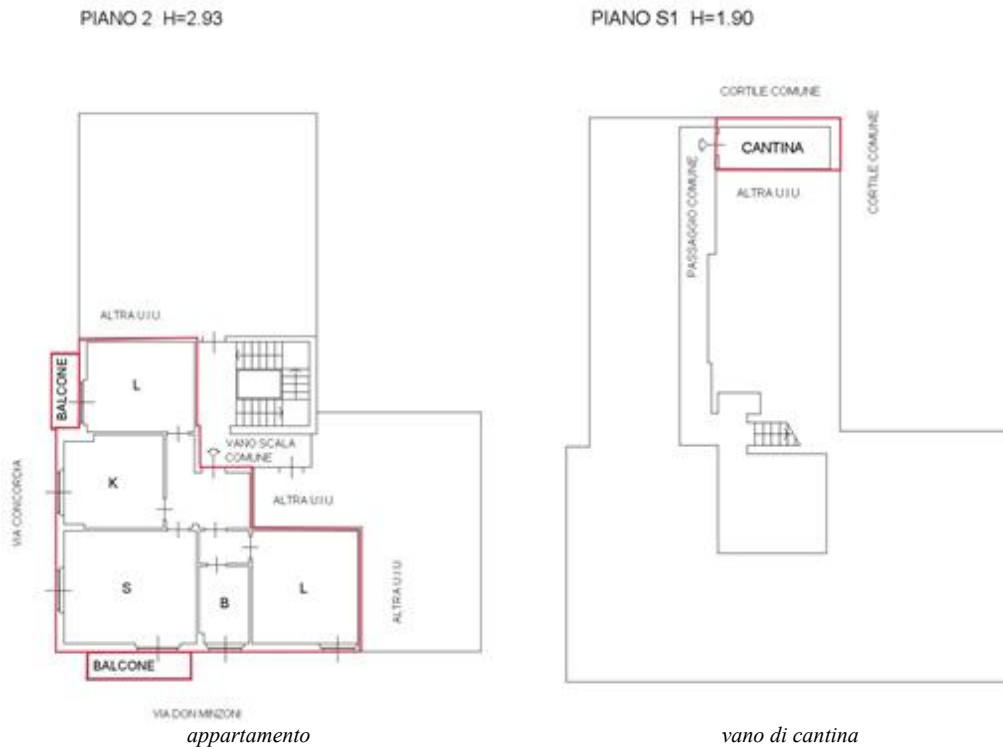 PIANO 2 H=2.93
PIANO S1 H=1.90
ALTRA U.I.U.
BALCONE
L
VANO SCALA
COMUNE
K
VIA CONCORDIA
ALTRA U.I.U.
S
B
L
ALTRA U.I.U.
BALCONE
VIA DON MINZONI
appartamento
CORTILE COMUNE
CANTINA
CORTILE COMUNE
PASSAGGIO COMUNE
ALTRA U.I.U.
vano di cantina